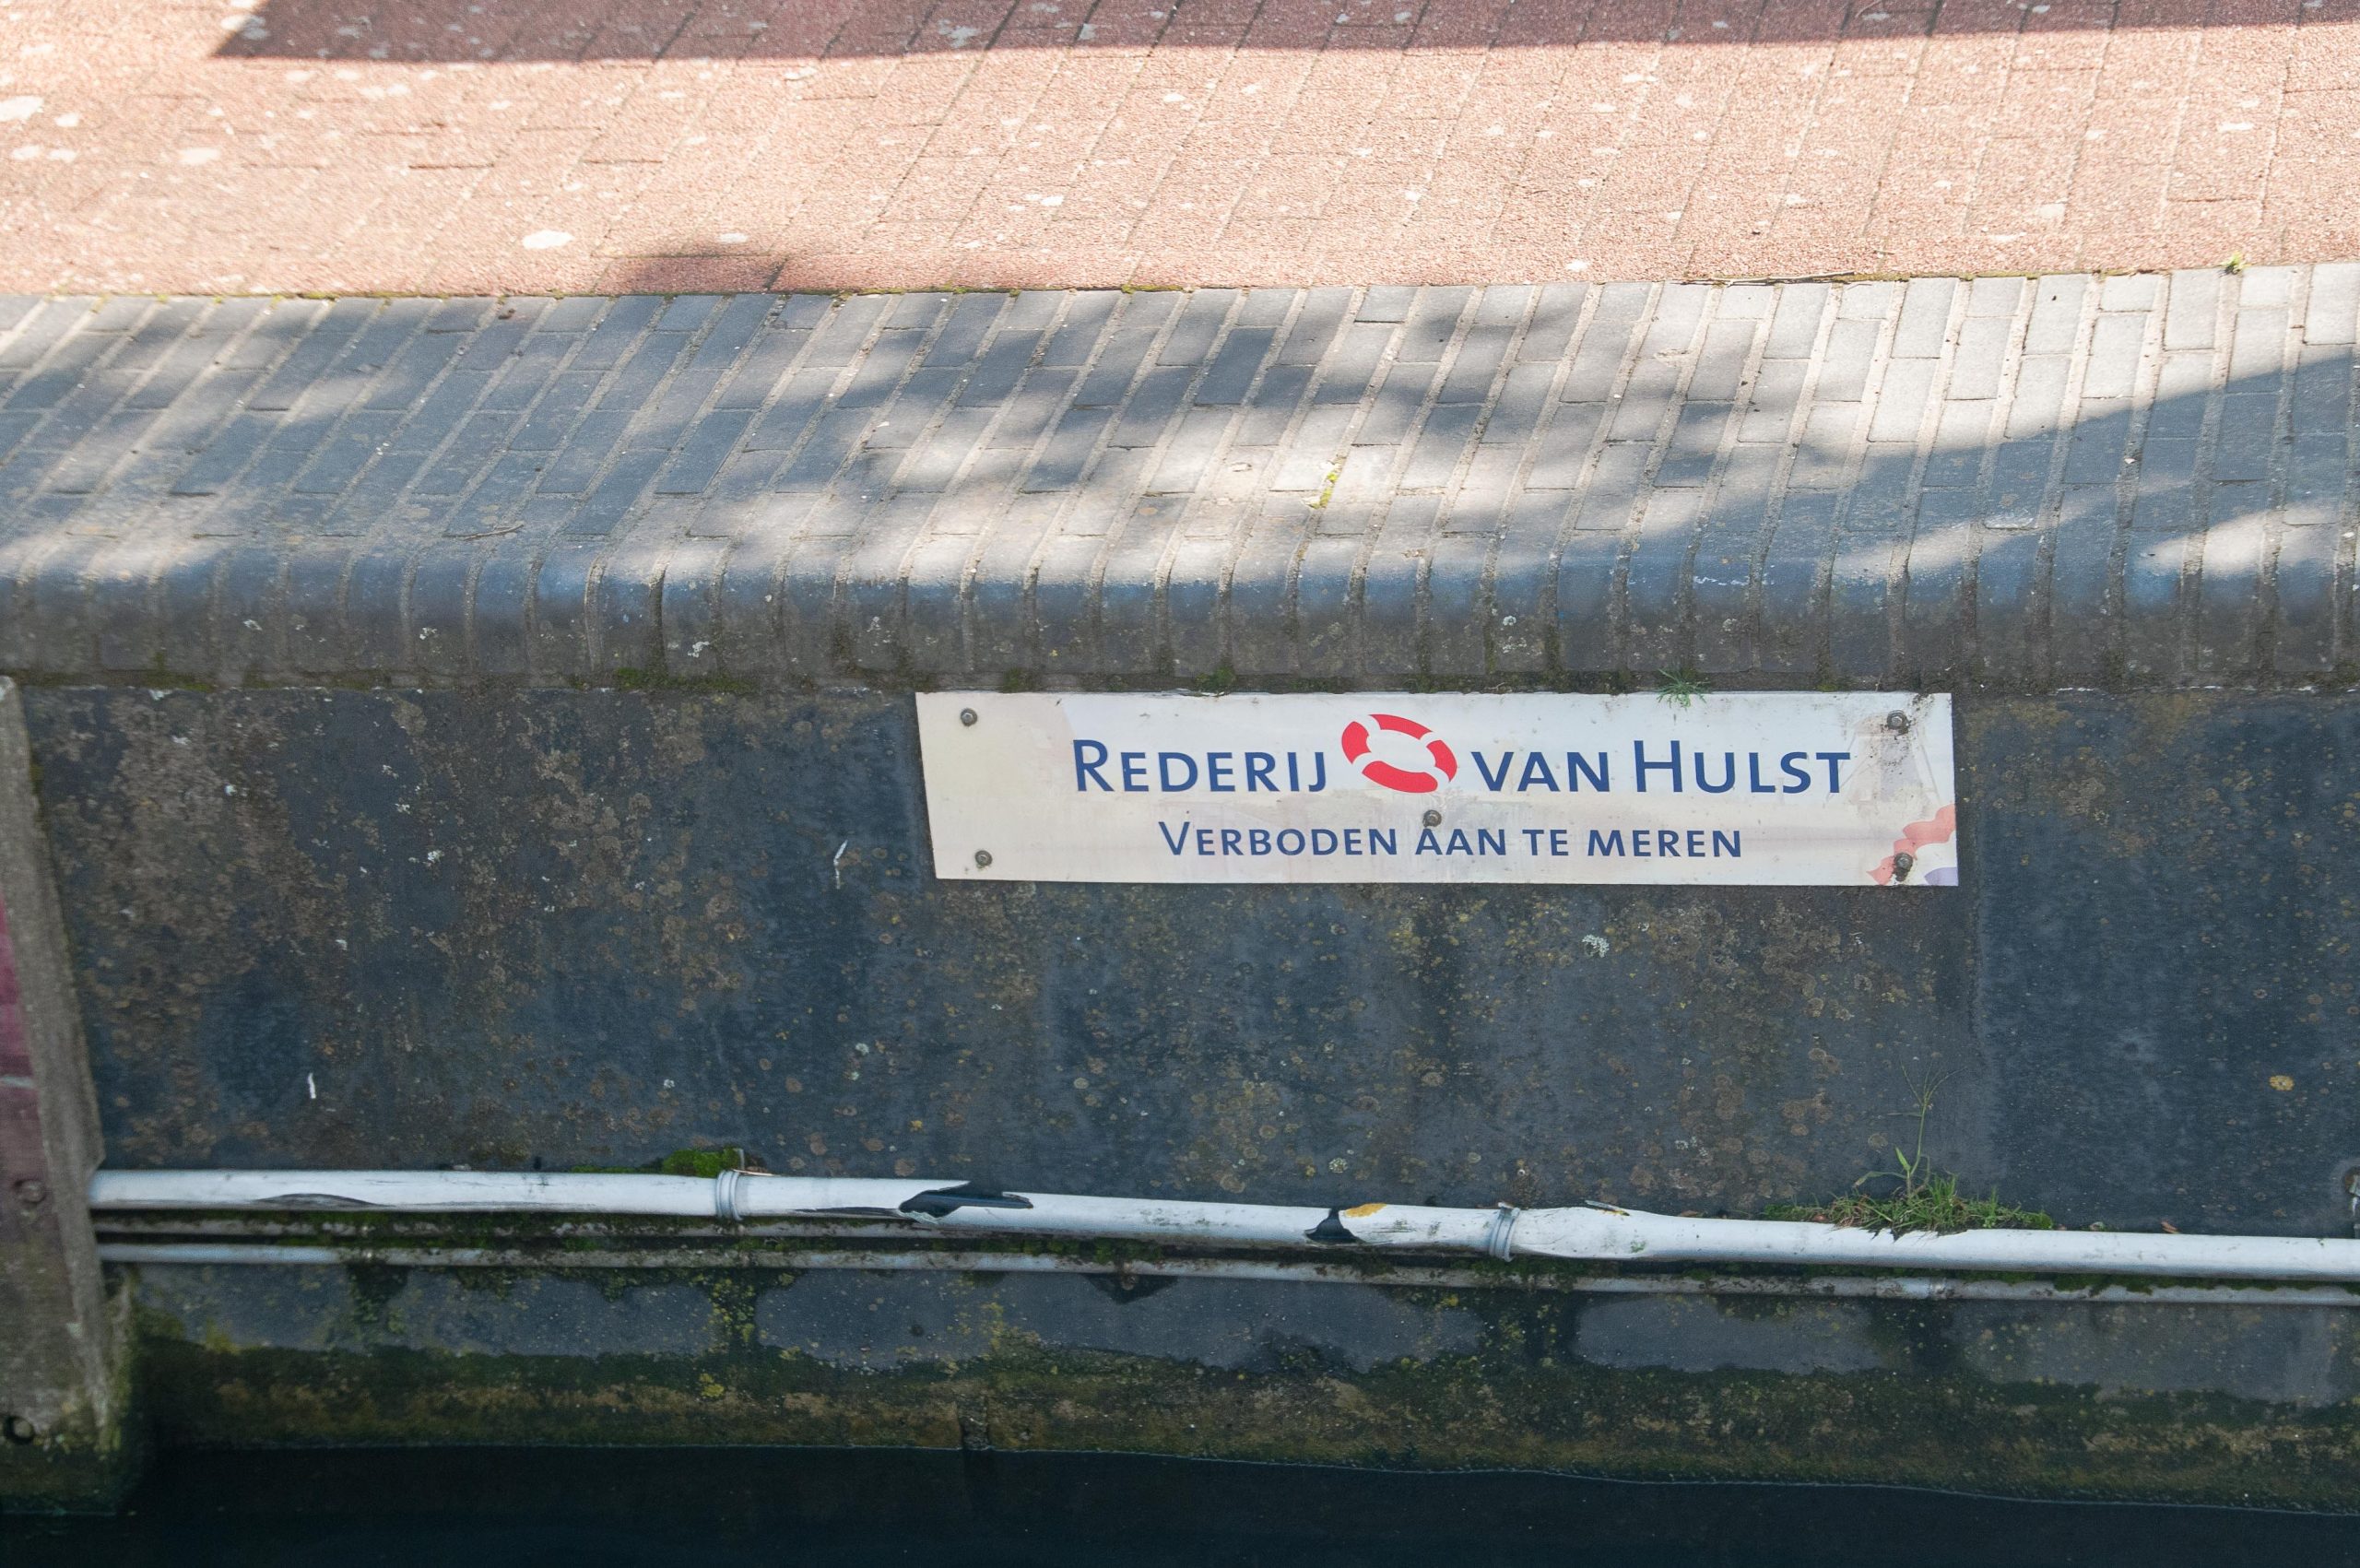 REDERIJ VAN HULST
VERBODEN AAN TE MEREN